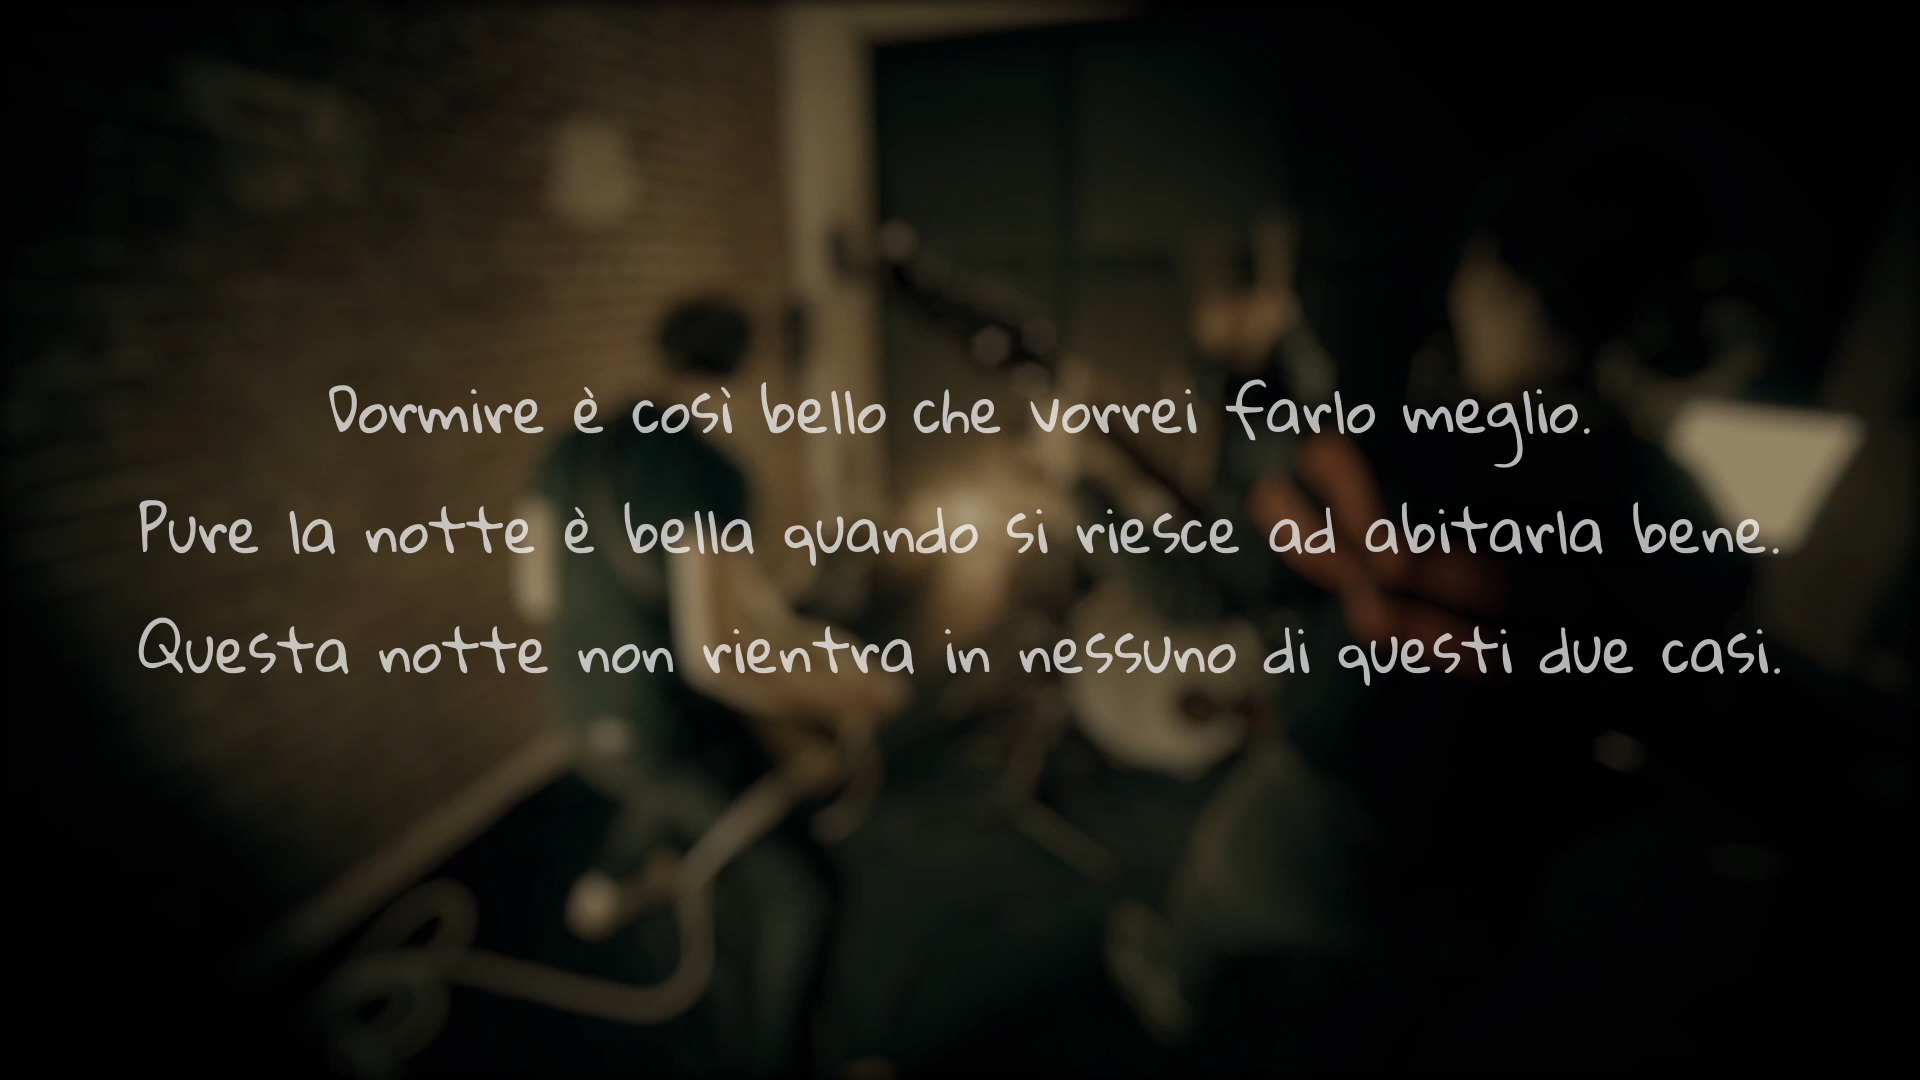 Dormire è così bello che vorrei farlo meglio.
Pure la notte è bella quando si riesce ad abitarla bene.
Questa notte non rientra in nessuno di questi due casi.